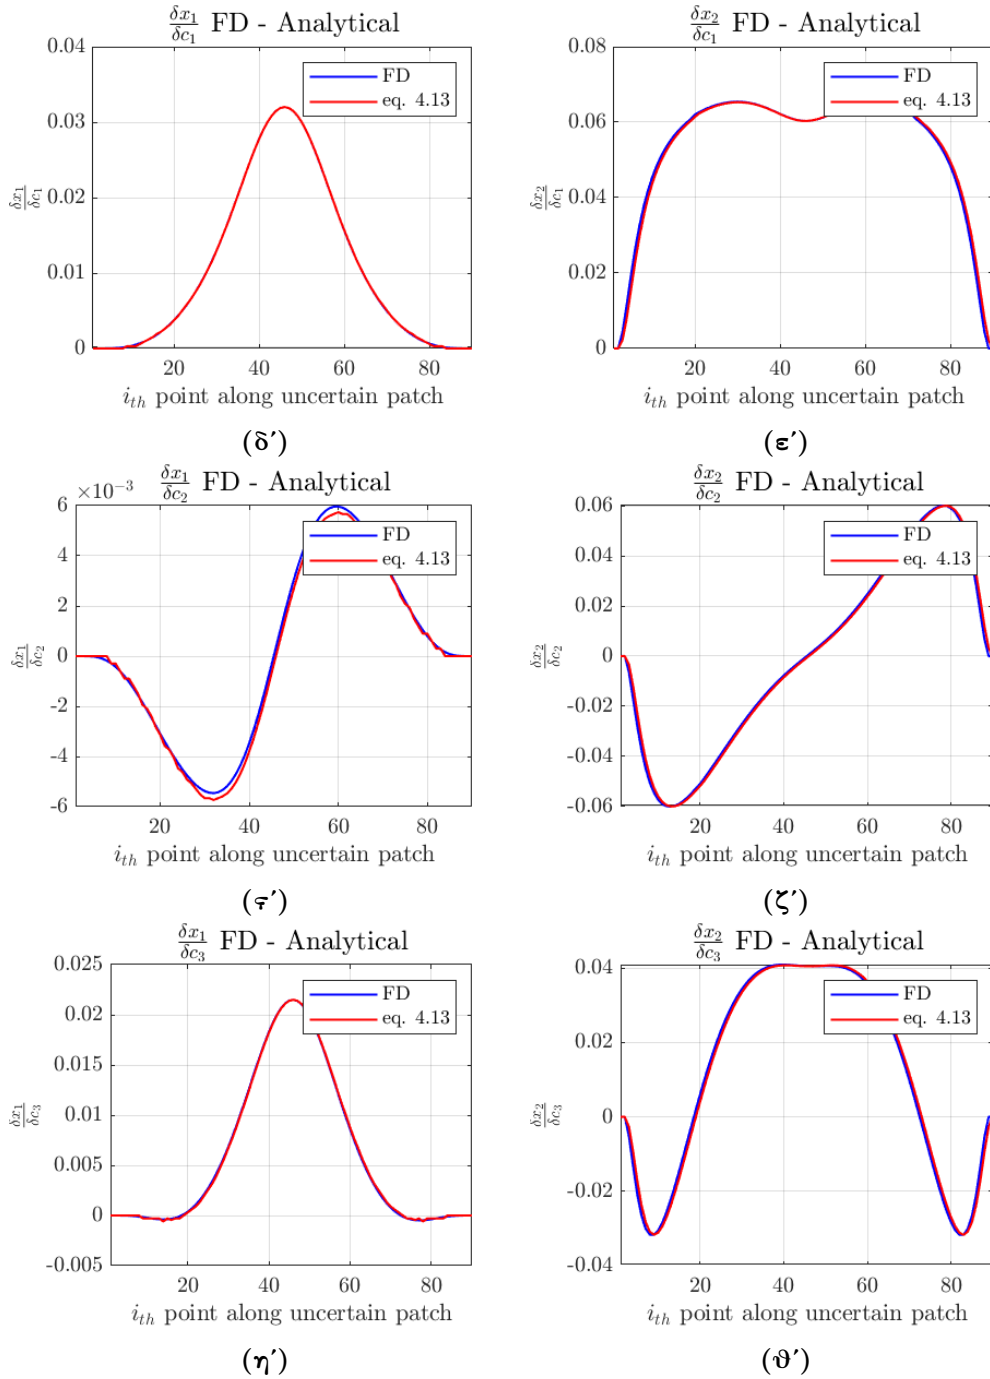 δx₁/δc₁ FD - Analytical
0.04
0.03
0.02
0.01
0
δx₁/δc₁
FD
eq. 4.13
20 40 60 80
i_th point along uncertain patch
(δ΄)
δx₂/δc₁ FD - Analytical
0.08
0.06
0.04
0.02
0
δx₂/δc₁
FD
eq. 4.13
20 40 60 80
i_th point along uncertain patch
(ε΄)
δx₁/δc₂ FD - Analytical
×10⁻³
6
4
2
0
-2
-4
-6
δx₁/δc₂
FD
eq. 4.13
20 40 60 80
i_th point along uncertain patch
(ϛ΄)
δx₂/δc₂ FD - Analytical
0.06
0.04
0.02
0
-0.02
-0.04
-0.06
δx₂/δc₂
FD
eq. 4.13
20 40 60 80
i_th point along uncertain patch
(ζ΄)
δx₁/δc₃ FD - Analytical
0.025
0.02
0.015
0.01
0.005
0
-0.005
δx₁/δc₃
FD
eq. 4.13
20 40 60 80
i_th point along uncertain patch
(η΄)
δx₂/δc₃ FD - Analytical
0.04
0.02
0
-0.02
-0.04
δx₂/δc₃
FD
eq. 4.13
20 40 60 80
i_th point along uncertain patch
(ϑ΄)